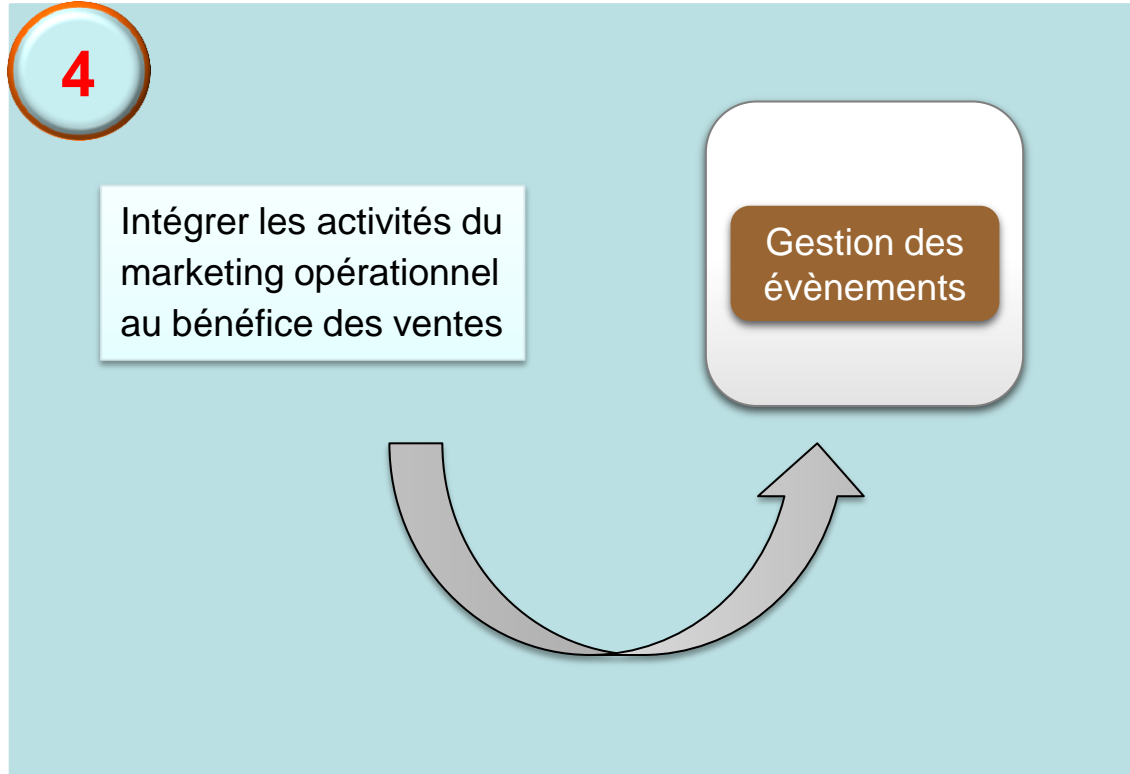 4
Intégrer les activités du
marketing opérationnel
au bénéfice des ventes
Gestion des
évènements